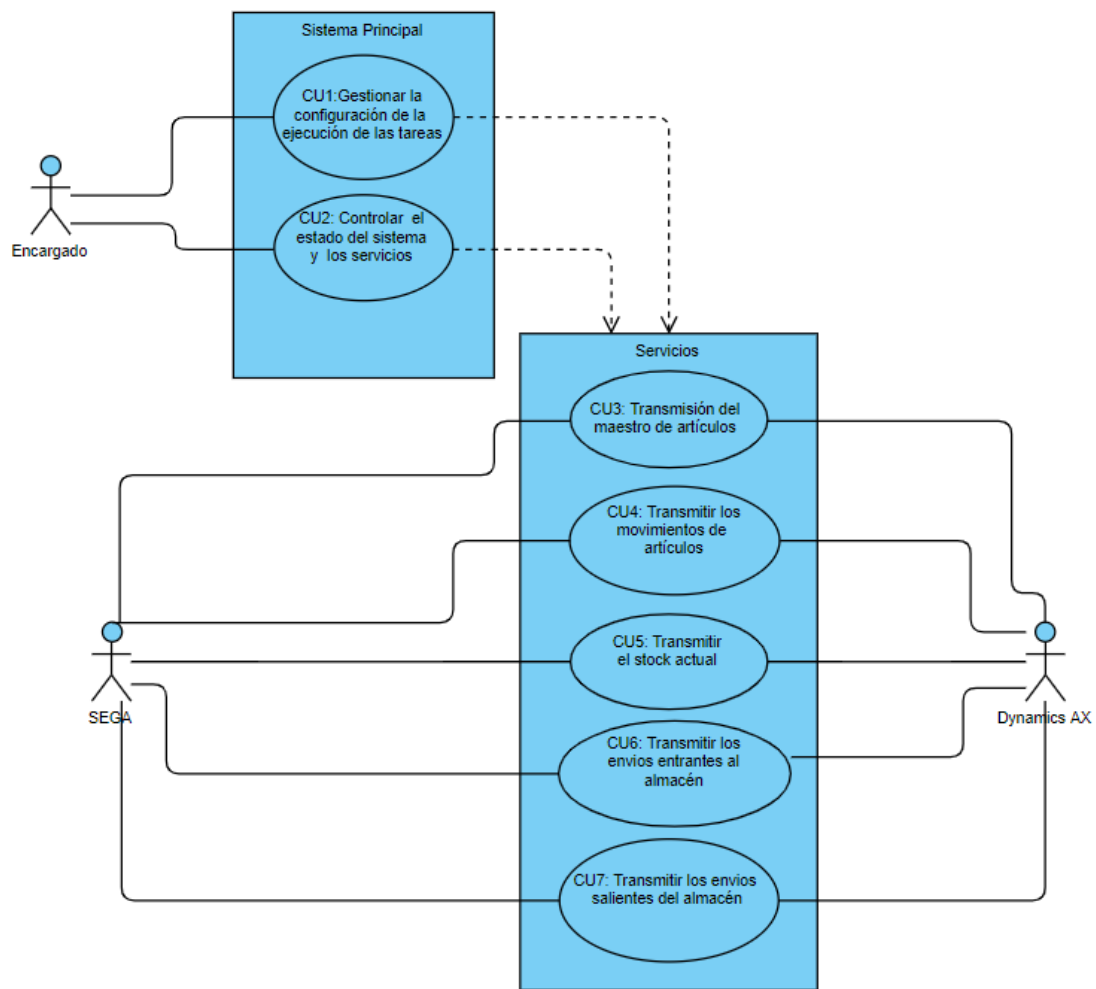 Sistema Principal
CU1:Gestionar la
configuración de la
ejecución de las tareas
CU2: Controlar el
estado del sistema
y los servicios
Encargado
Servicios
CU3: Transmisión del
maestro de artículos
CU4: Transmitir los
movimientos de
artículos
CU5: Transmitir
el stock actual
SEGA
Dynamics AX
CU6: Transmitir los
envios entrantes al
almacén
CU7: Transmitir los envios
salientes del almacén